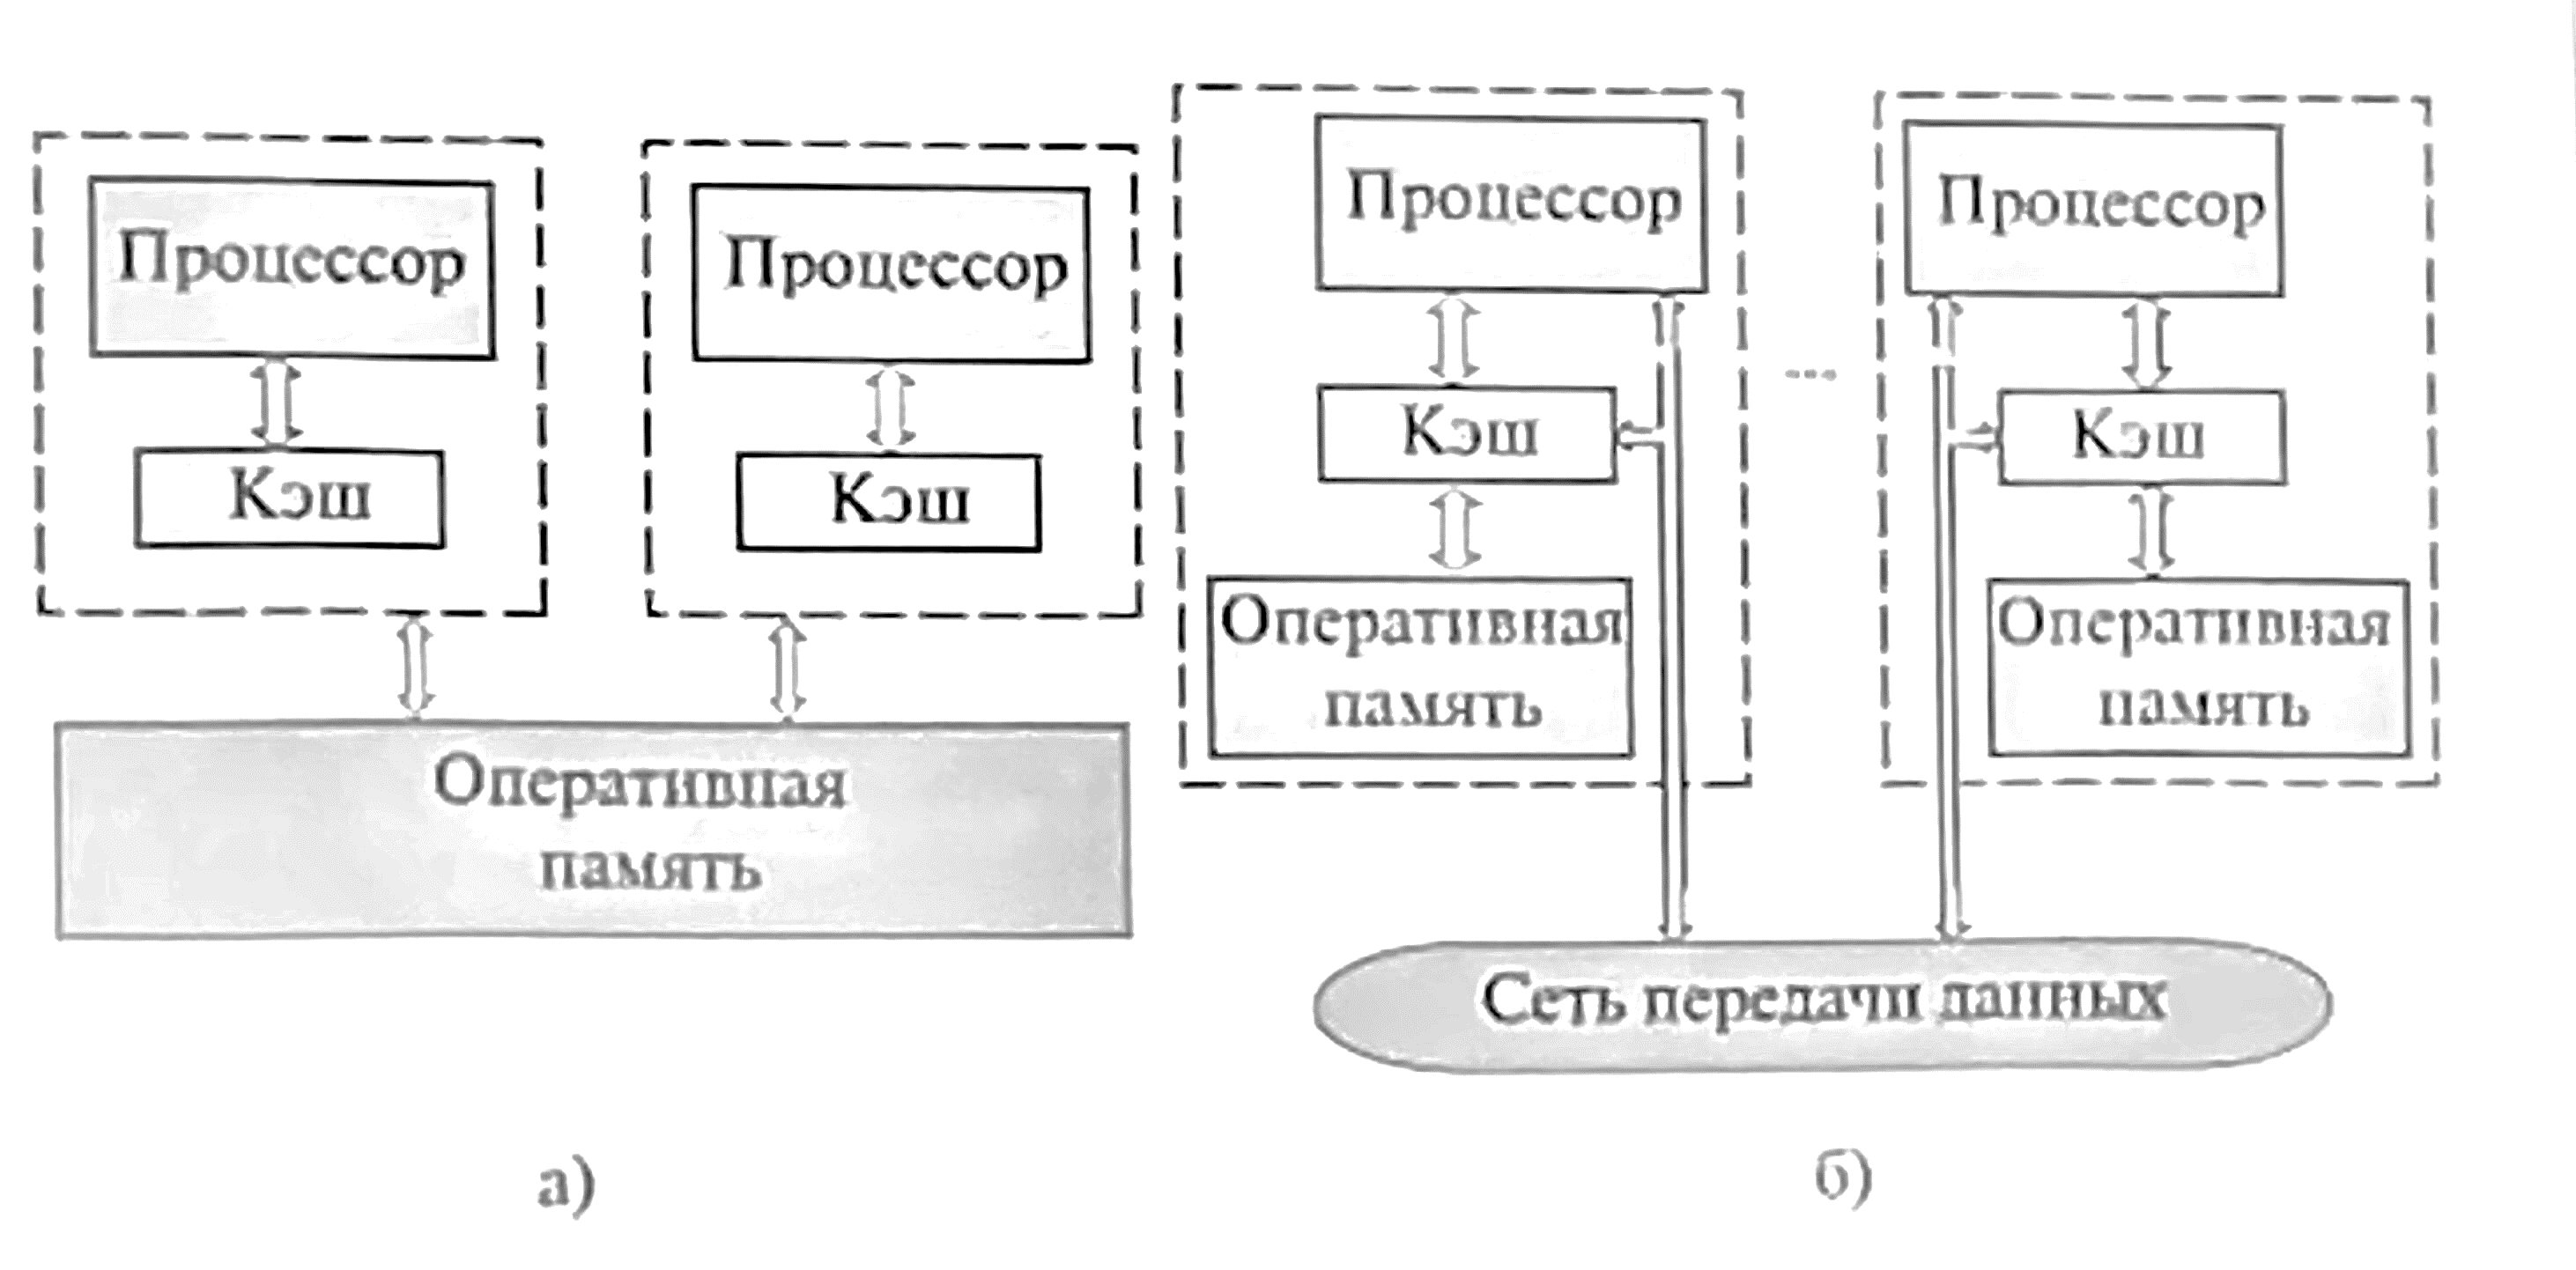 Процессор
Кэш
Процессор
Кэш
Оперативная
память
а)
Процессор
Кэш
Оперативная
память
...
Процессор
Кэш
Оперативная
память
Сеть передачи данных
б)